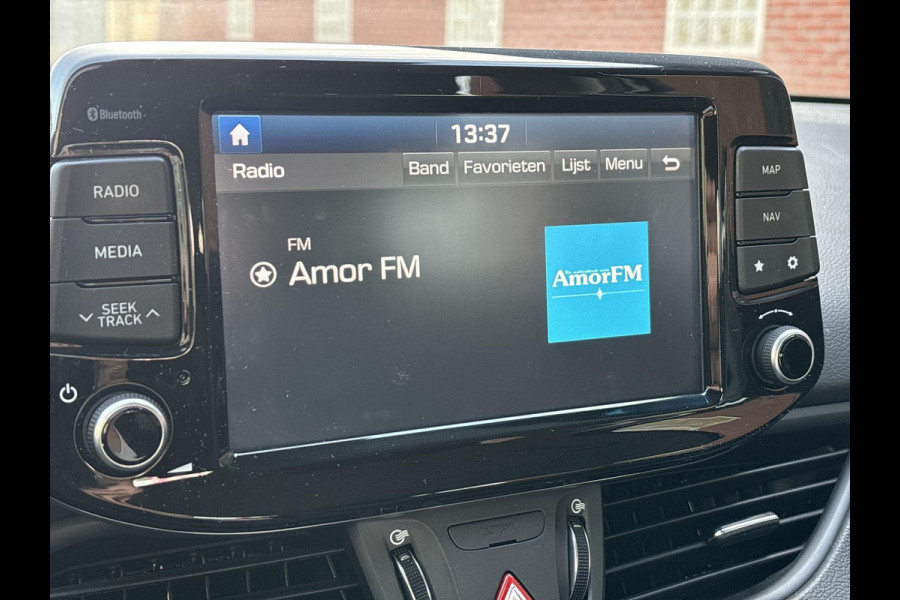 Bluetooth
13:37
Radio Band Favorieten Lijst Menu
RADIO
MEDIA
SEEK
TRACK
FM
Amor FM
AmorFM
MAP
NAV